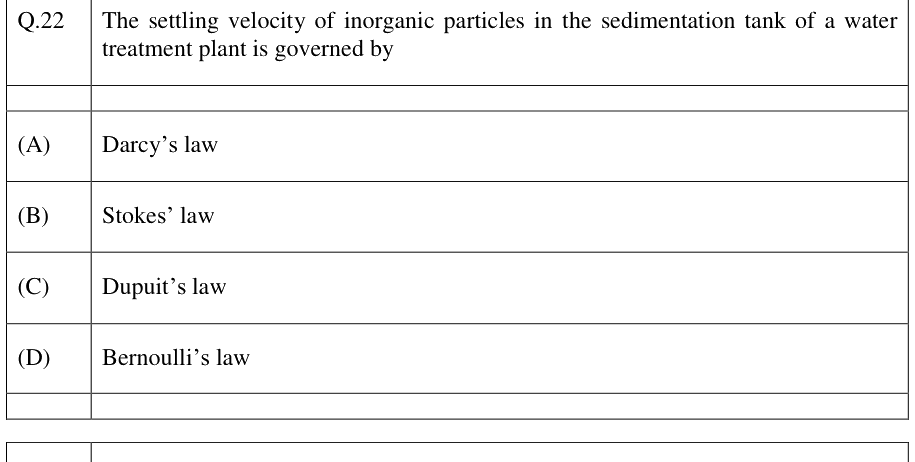 Q.22 The settling velocity of inorganic particles in the sedimentation tank of a water
treatment plant is governed by
(A) Darcy’s law
(B) Stokes’ law
(C) Dupuit’s law
(D) Bernoulli’s law